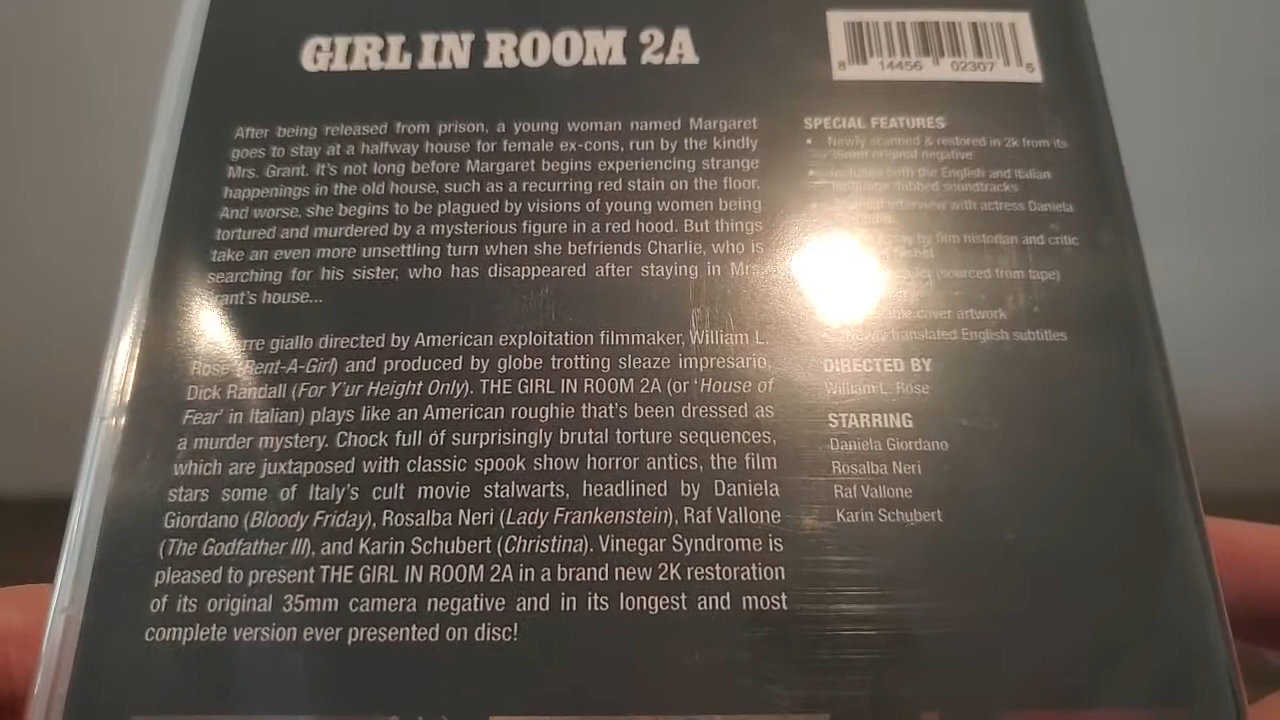 GIRL IN ROOM 2A
8 14456 02307 5
After being released from prison, a young woman named Margaret
goes to stay at a halfway house for female ex-cons, run by the kindly
Mrs. Grant. It's not long before Margaret begins experiencing strange
happenings in the old house, such as a recurring red stain on the floor.
And worse, she begins to be plagued by visions of young women being
tortured and murdered by a mysterious figure in a red hood. But things
take an even more unsettling turn when she befriends Charlie, who is
searching for his sister, who has disappeared after staying in
house...
giallo directed by American exploitation filmmaker, William L.
Rose (Rent-A-Girl) and produced by globe trotting sleaze impresario,
Dick Randall (For Y'ur Height Only). THE GIRL IN ROOM 2A (or 'House of
Fear' in Italian) plays like an American roughie that's been dressed as
a murder mystery. Chock full of surprisingly brutal torture sequences,
which are juxtaposed with classic spook show horror antics, the film
stars some of Italy's cult movie stalwarts, headlined by Daniela
Giordano (Bloody Friday), Rosalba Neri (Lady Frankenstein), Raf Vallone
(The Godfather III), and Karin Schubert (Christina). Vinegar Syndrome is
pleased to present THE GIRL IN ROOM 2A in a brand new 2K restoration
of its original 35mm camera negative and in its longest and most
complete version ever presented on disc!
SPECIAL FEATURES
• Newly scanned & restored in 2k from its
35mm original negative
• Includes both the English and Italian
language dubbed soundtracks
interview with actress Daniela
by film historian and critic
(sourced from tape)
cover artwork
translated English subtitles
DIRECTED BY
William L. Rose
STARRING
Daniela Giordano
Rosalba Neri
Raf Vallone
Karin Schubert